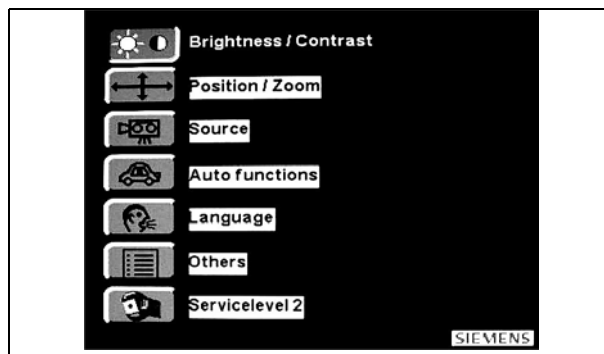 Brightness / Contrast
Position / Zoom
Source
Auto functions
Language
Others
Servicelevel 2
SIEMENS